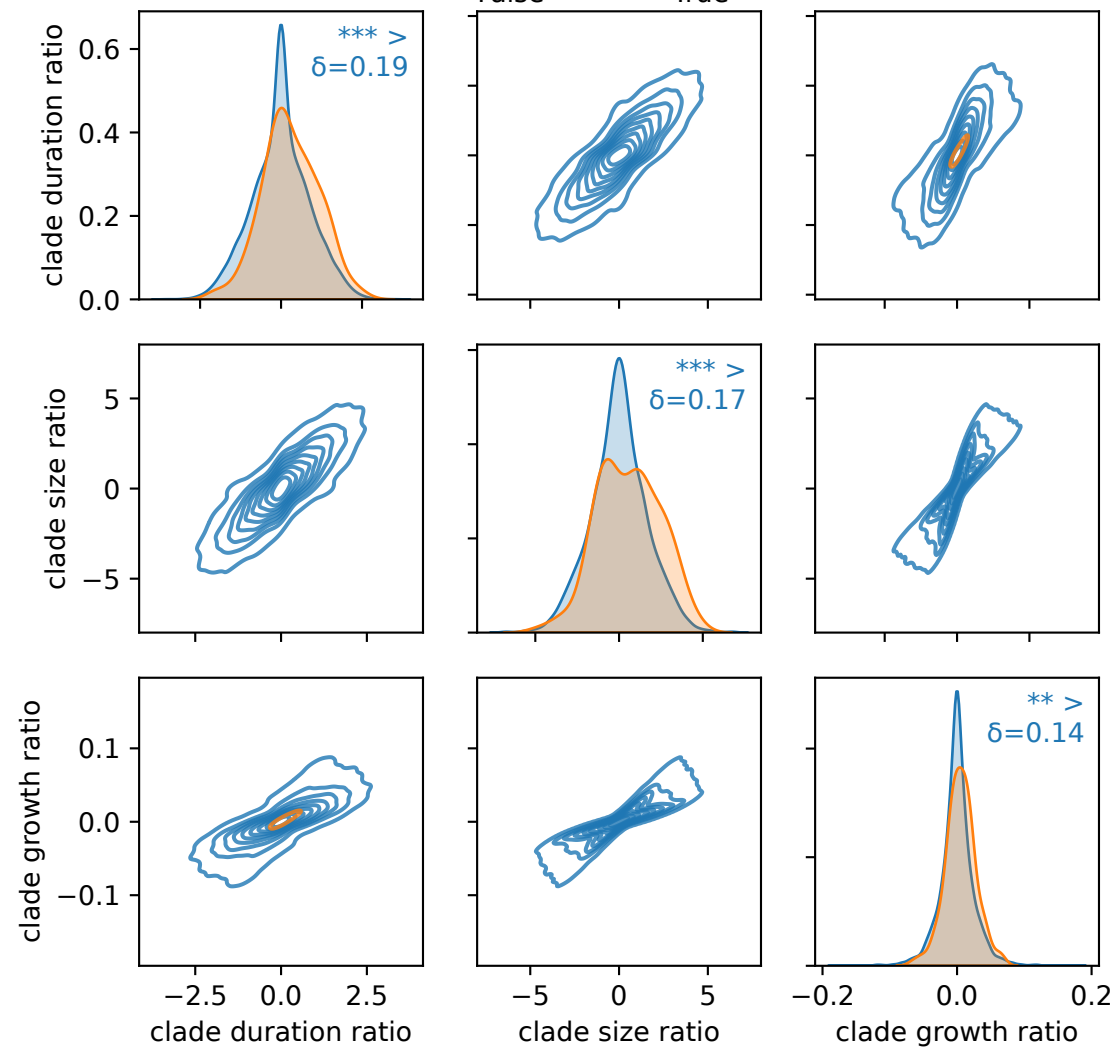 True
clade duration ratio
0.6
0.4
0.2
0.0
*** >
δ=0.19
clade size ratio
5
0
−5
*** >
δ=0.17
clade growth ratio
0.1
0.0
−0.1
** >
δ=0.14
−2.5 0.0 2.5
−5 0 5
−0.2 0.0 0.2
clade duration ratio
clade size ratio
clade growth ratio